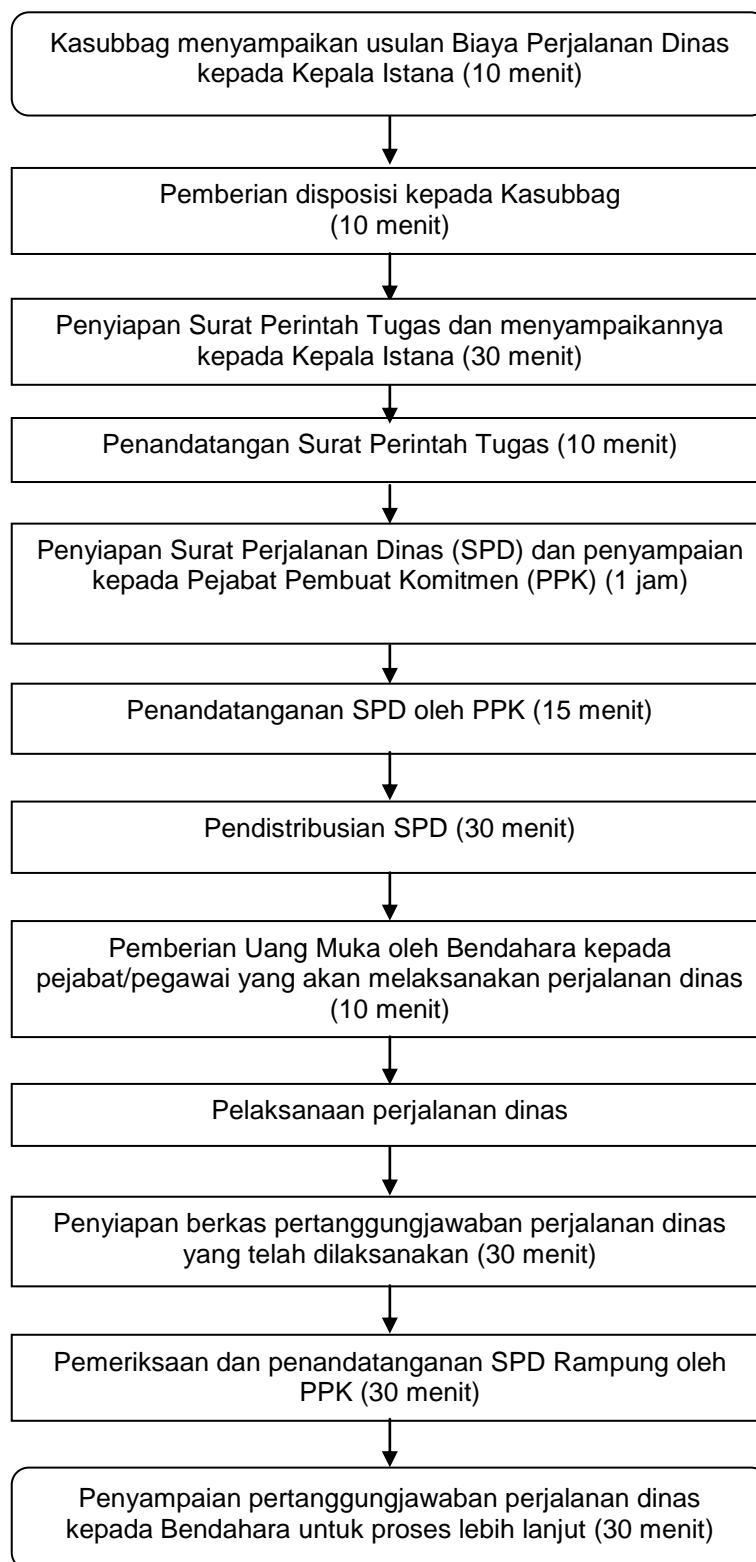 Kasubbag menyampaikan usulan Biaya Perjalanan Dinas
kepada Kepala Istana (10 menit)
Pemberian disposisi kepada Kasubbag
(10 menit)
Penyiapan Surat Perintah Tugas dan menyampaikannya
kepada Kepala Istana (30 menit)
Penandatangan Surat Perintah Tugas (10 menit)
Penyiapan Surat Perjalanan Dinas (SPD) dan penyampaian
kepada Pejabat Pembuat Komitmen (PPK) (1 jam)
Penandatanganan SPD oleh PPK (15 menit)
Pendistribusian SPD (30 menit)
Pemberian Uang Muka oleh Bendahara kepada
pejabat/pegawai yang akan melaksanakan perjalanan dinas
(10 menit)
Pelaksanaan perjalanan dinas
Penyiapan berkas pertanggungjawaban perjalanan dinas
yang telah dilaksanakan (30 menit)
Pemeriksaan dan penandatanganan SPD Rampung oleh
PPK (30 menit)
Penyampaian pertanggungjawaban perjalanan dinas
kepada Bendahara untuk proses lebih lanjut (30 menit)